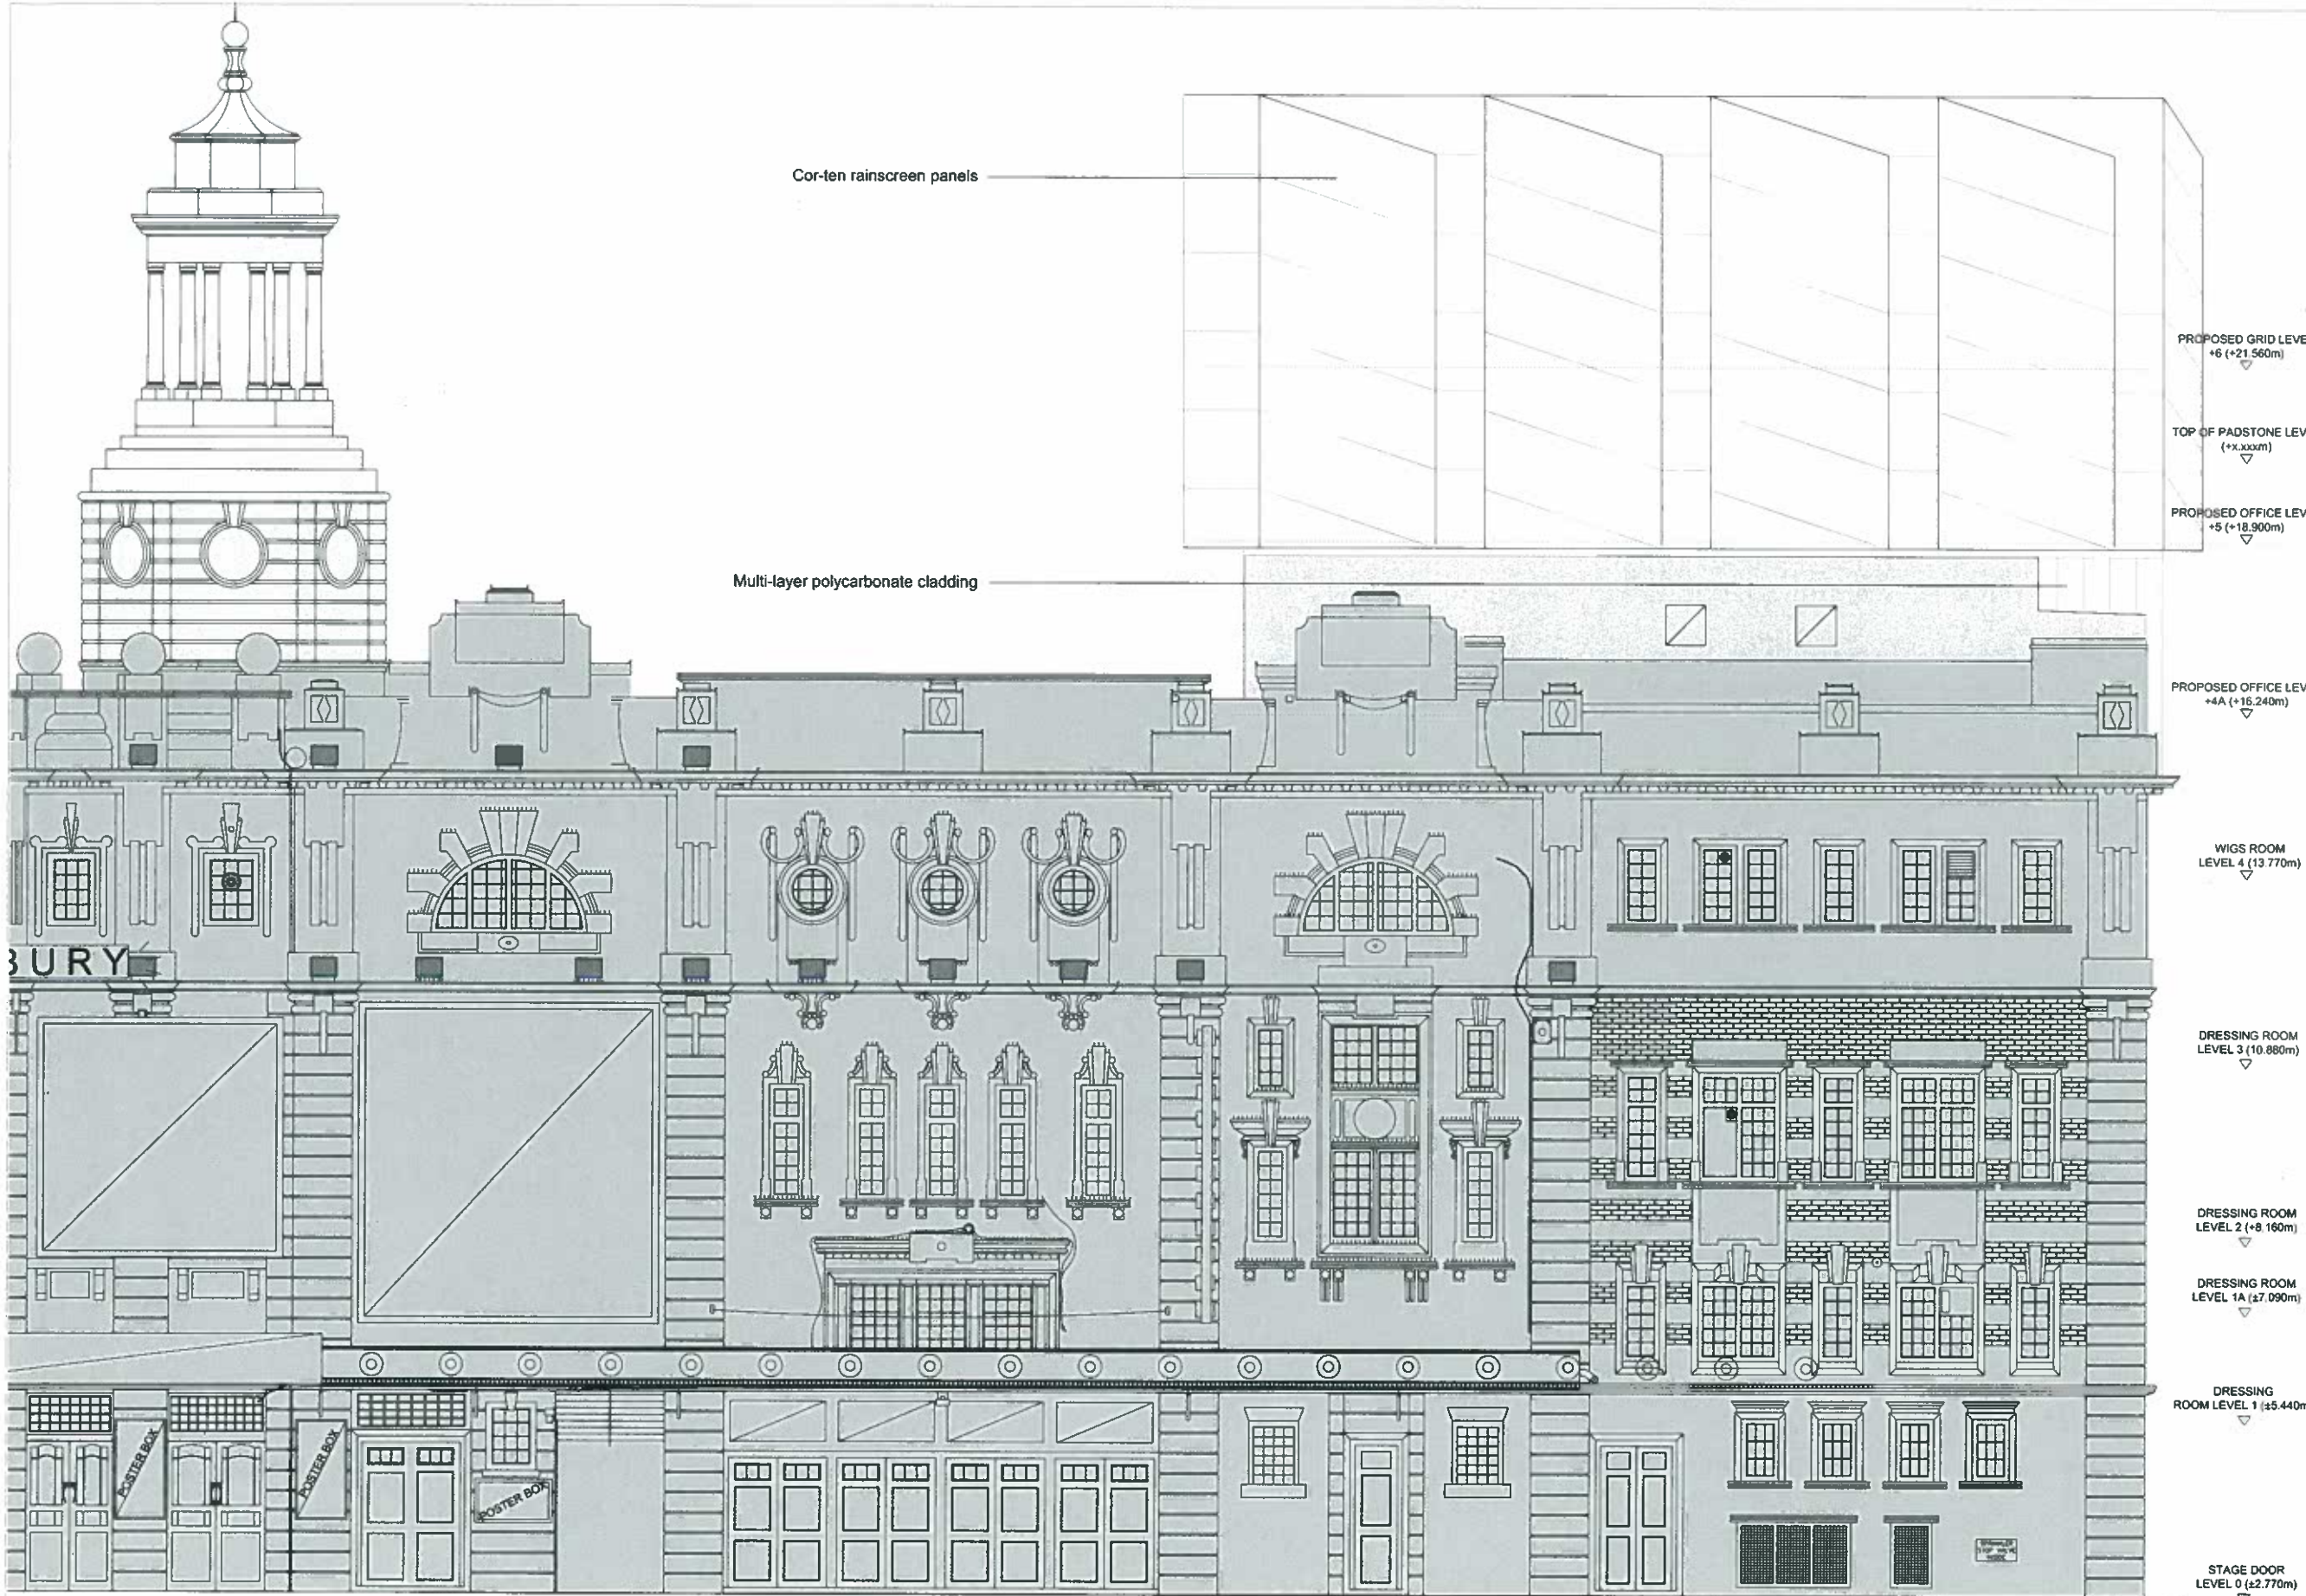 Cor-ten rainscreen panels
PROPOSED GRID LEVE
+6 (+21.560m)
TOP OF PADSTONE LEV
(+x.xxxm)
PROPOSED OFFICE LEV
+5 (+18.900m)
Multi-layer polycarbonate cladding
PROPOSED OFFICE LEV
+4A (+16.240m)
WIGS ROOM
LEVEL 4 (13.770m)
BURY
DRESSING ROOM
LEVEL 3 (10.880m)
DRESSING ROOM
LEVEL 2 (+8.160m)
DRESSING ROOM
LEVEL 1A (±7.090m)
DRESSING
ROOM LEVEL 1 (±5.440m
POSTER BOX
POSTER BOX
POSTER BOX
STAGE DOOR
LEVEL 0 (±2.770m)